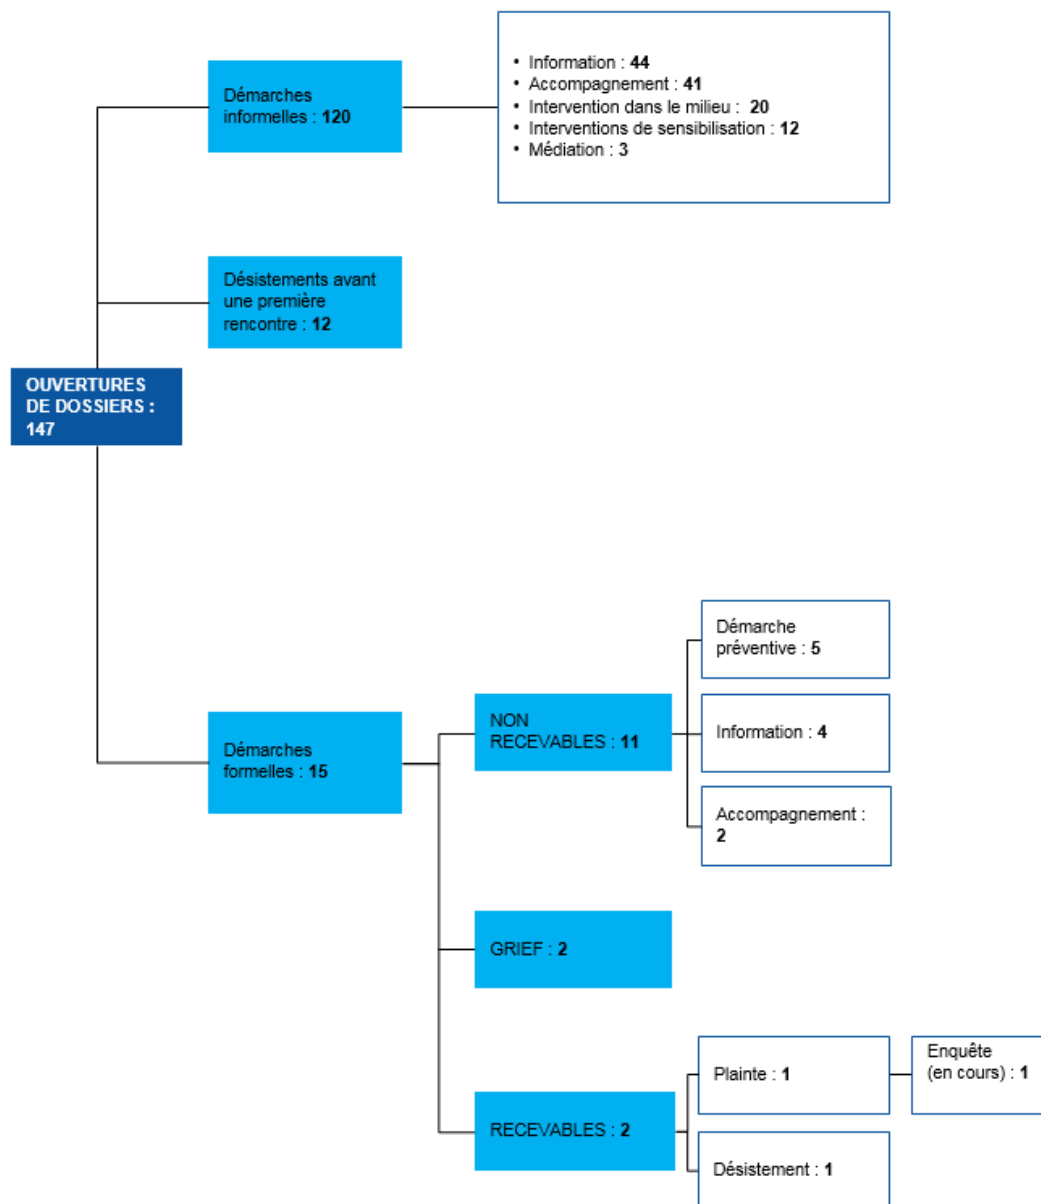 • Information : 44
• Accompagnement : 41
• Intervention dans le milieu :  20
• Interventions de sensibilisation : 12
• Médiation : 3
Démarches
informelles : 120
Désistements avant
une première
rencontre : 12
OUVERTURES
DE DOSSIERS :
147
Démarches
formelles : 15
NON
RECEVABLES : 11
Démarche
préventive : 5
Information : 4
Accompagnement :
2
GRIEF : 2
RECEVABLES : 2
Plainte : 1
Enquête
(en cours) : 1
Désistement : 1